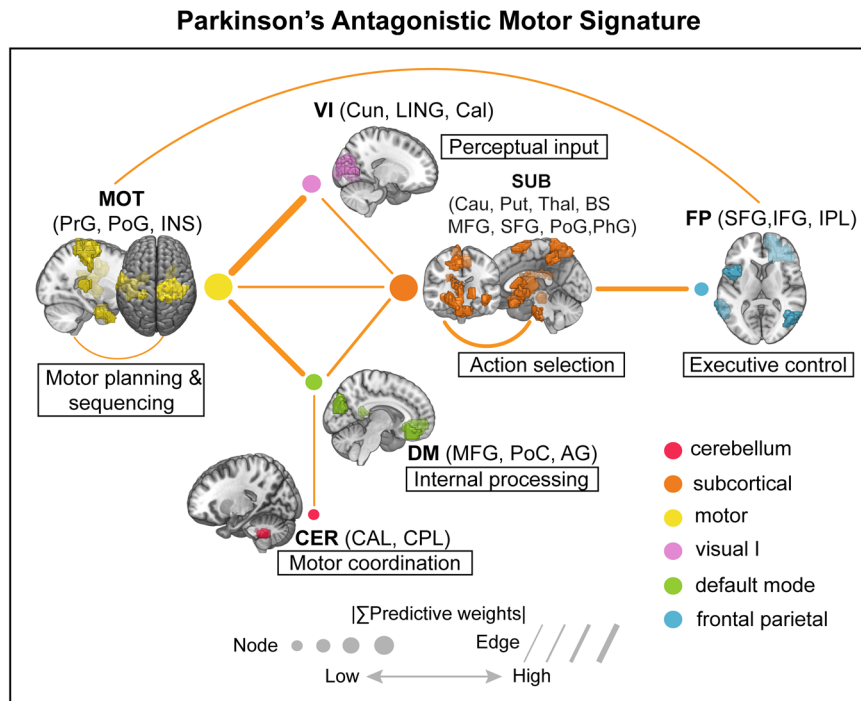 Parkinson's Antagonistic Motor Signature
VI (Cun, LING, Cal)
Perceptual input
MOT
(PrG, PoG, INS)
SUB
(Cau, Put, Thal, BS
MFG, SFG, PoG,PhG)
FP (SFG,IFG, IPL)
Motor planning &
sequencing
Action selection
Executive control
DM (MFG, PoC, AG)
Internal processing
CER (CAL, CPL)
Motor coordination
cerebellum
subcortical
motor
visual I
default mode
frontal parietal
|∑Predictive weights|
Node
Edge
Low
High